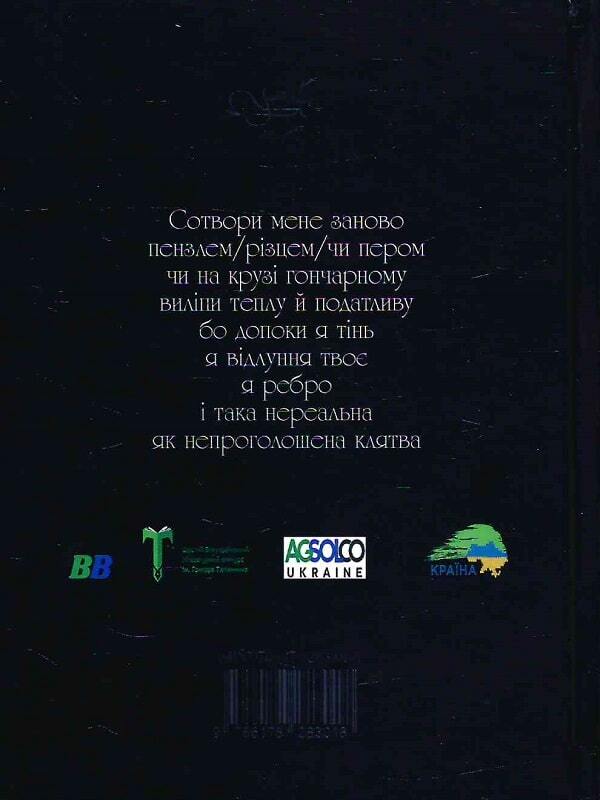 Сотвори мене заново
пензлем/різцем/чи пером
чи на крузі гончарному
виліпи теплу й податливу
бо допоки я тінь
я відлуння твоє
я ребро
і така нереальна
як непроголошена клятва
BB
AGSOLCO
UKRAINE
КРАЇНА